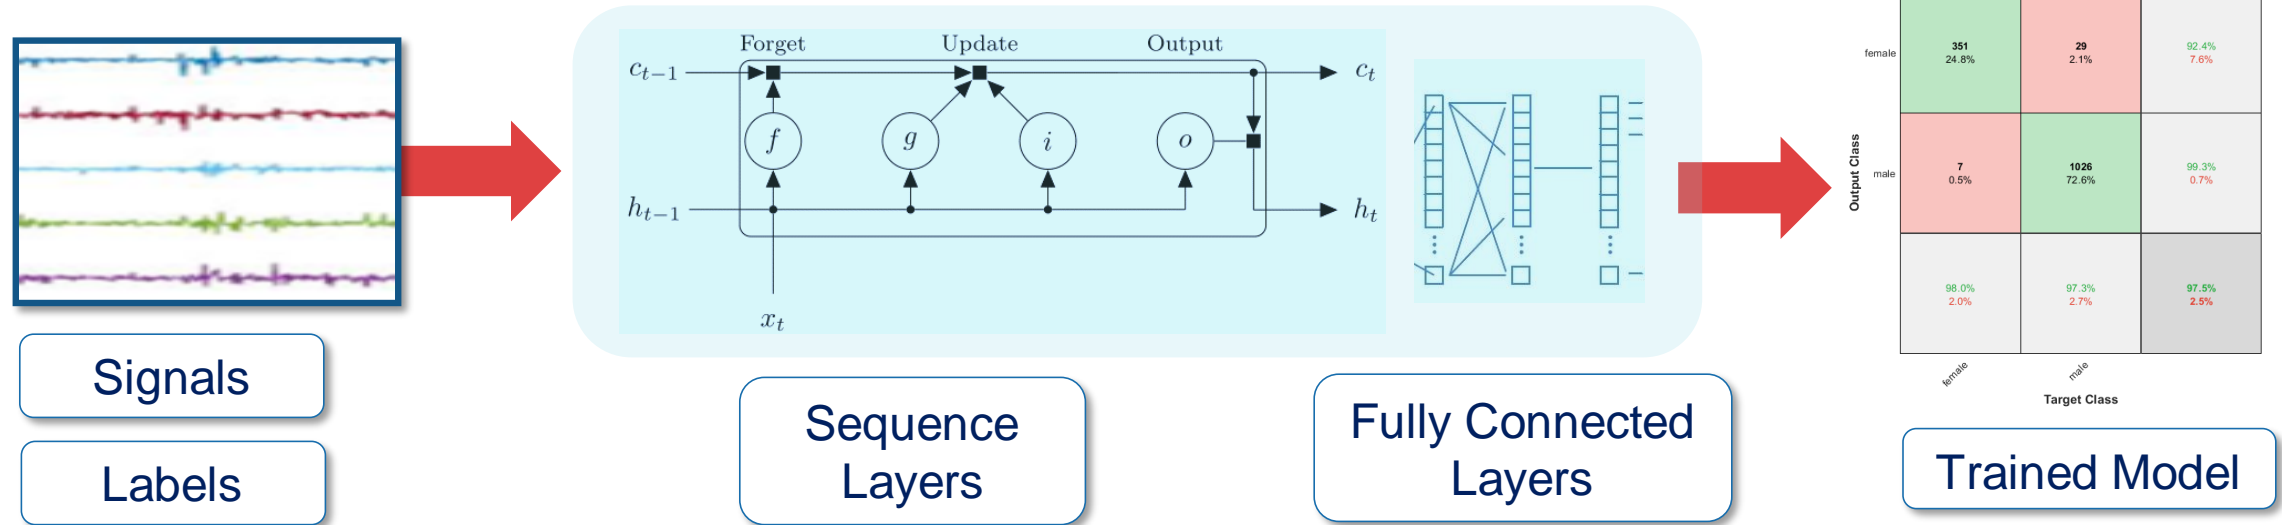 Signals
Labels
Forget Update Output
c_{t-1} c_t
f g i o
h_{t-1} h_t
x_t
Sequence
Layers
Fully Connected
Layers
Output Class
female
351
24.8%
29
2.1%
92.4%
7.6%
male
7
0.5%
1026
72.6%
99.3%
0.7%
98.0%
2.0%
97.3%
2.7%
97.5%
2.5%
female
male
Target Class
Trained Model